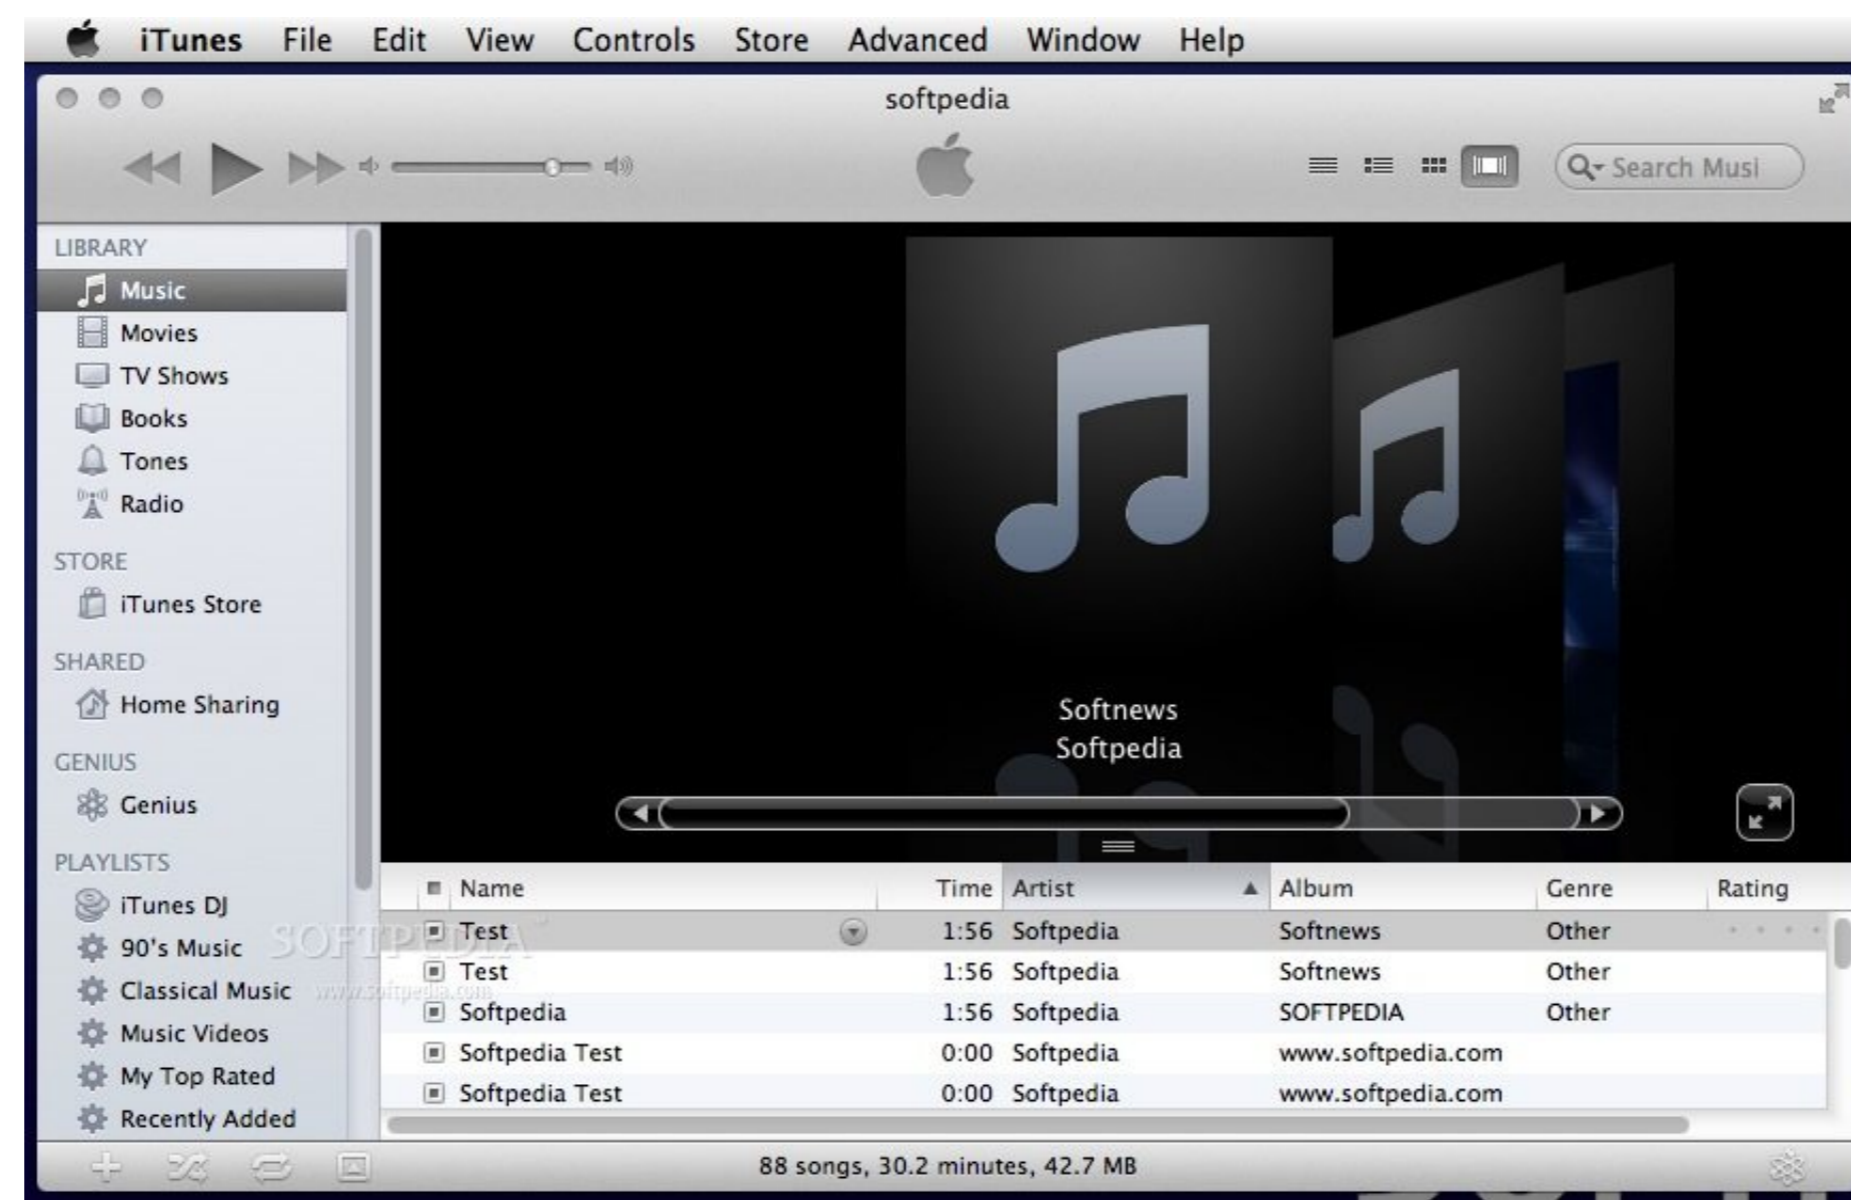 iTunes File Edit View Controls Store Advanced Window Help
softpedia
Search Musi
LIBRARY
Music
Movies
TV Shows
Books
Tones
Radio
STORE
iTunes Store
SHARED
Home Sharing
GENIUS
Genius
PLAYLISTS
iTunes DJ
90's Music
Classical Music
Music Videos
My Top Rated
Recently Added
Softnews
Softpedia
Name Time Artist Album Genre Rating
Test 1:56 Softpedia Softnews Other
Test 1:56 Softpedia Softnews Other
Softpedia 1:56 Softpedia SOFTPEDIA Other
Softpedia Test 0:00 Softpedia www.softpedia.com
Softpedia Test 0:00 Softpedia www.softpedia.com
SOFTPEDIA
www.softpedia.com
88 songs, 30.2 minutes, 42.7 MB